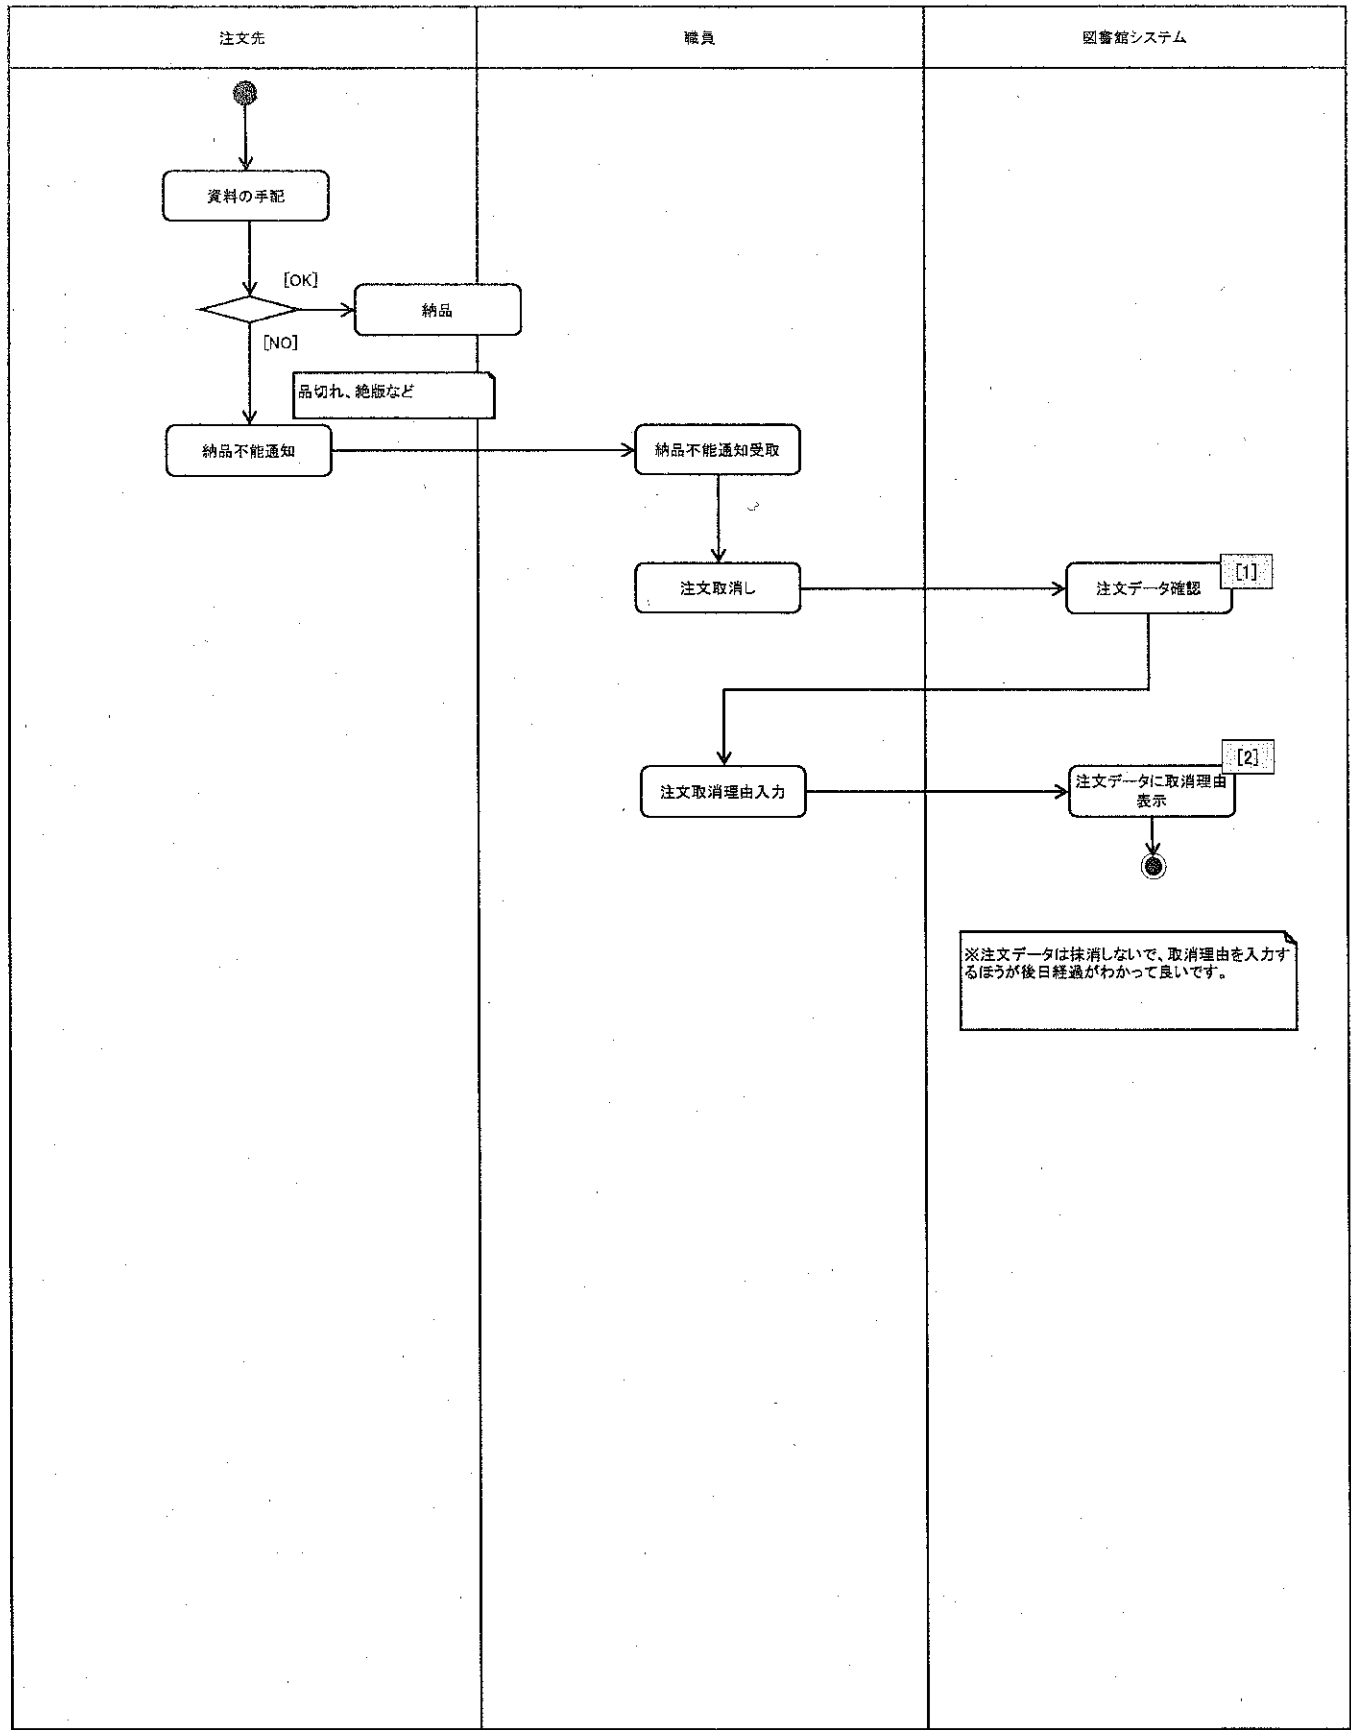 注文先
職員
図書館システム
資料の手配
[OK]
納品
[NO]
品切れ、絶版など
納品不能通知
納品不能通知受取
注文取消し
注文データ確認
[1]
注文取消理由入力
[2]
注文データに取消理由
表示
※注文データは抹消しないで、取消理由を入力す
るほうが後日経過がわかって良いです。